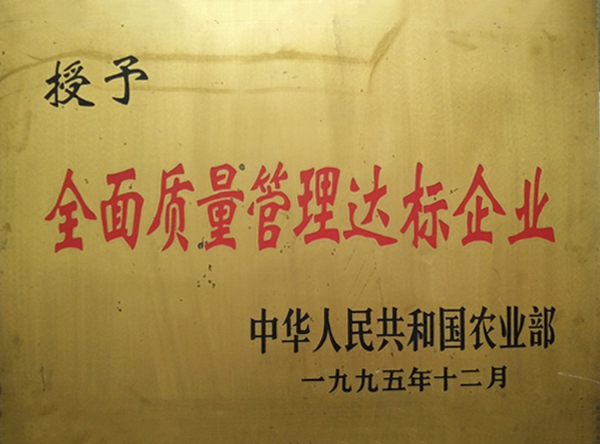 授予
全面质量管理达标企业
中华人民共和国农业部
一九九五年十二月